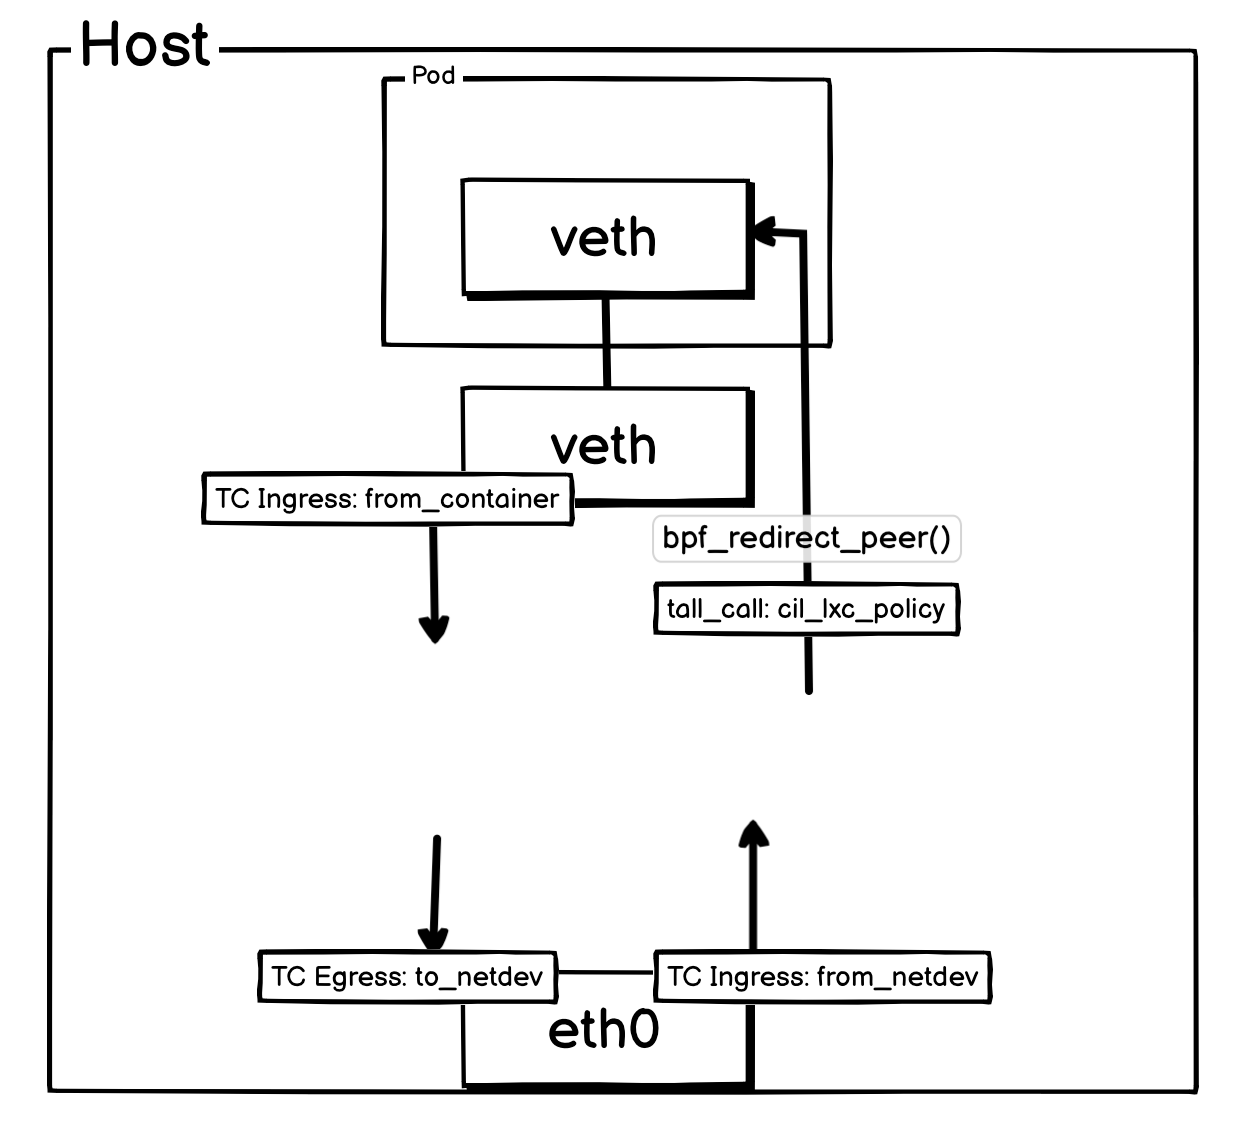 Host
Pod
veth
veth
TC Ingress: from_container
bpf_redirect_peer()
tall_call: cil_lxc_policy
TC Egress: to_netdev
TC Ingress: from_netdev
eth0